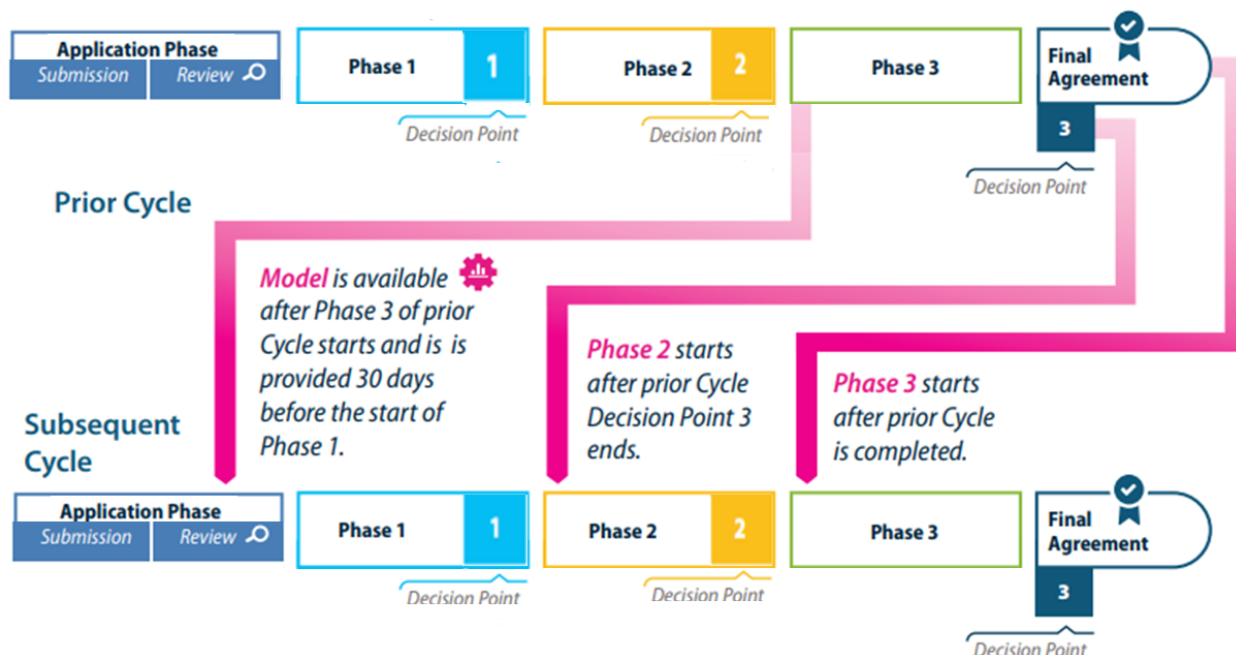 Application Phase
Submission
Review
Phase 1
1
Decision Point
Phase 2
2
Decision Point
Phase 3
Final
Agreement
3
Decision Point
Prior Cycle
Model is available
after Phase 3 of prior
Cycle starts and is is
provided 30 days
before the start of
Phase 1.
Phase 2 starts
after prior Cycle
Decision Point 3
ends.
Phase 3 starts
after prior Cycle
is completed.
Subsequent
Cycle
Application Phase
Submission
Review
Phase 1
1
Decision Point
Phase 2
2
Decision Point
Phase 3
Final
Agreement
3
Decision Point